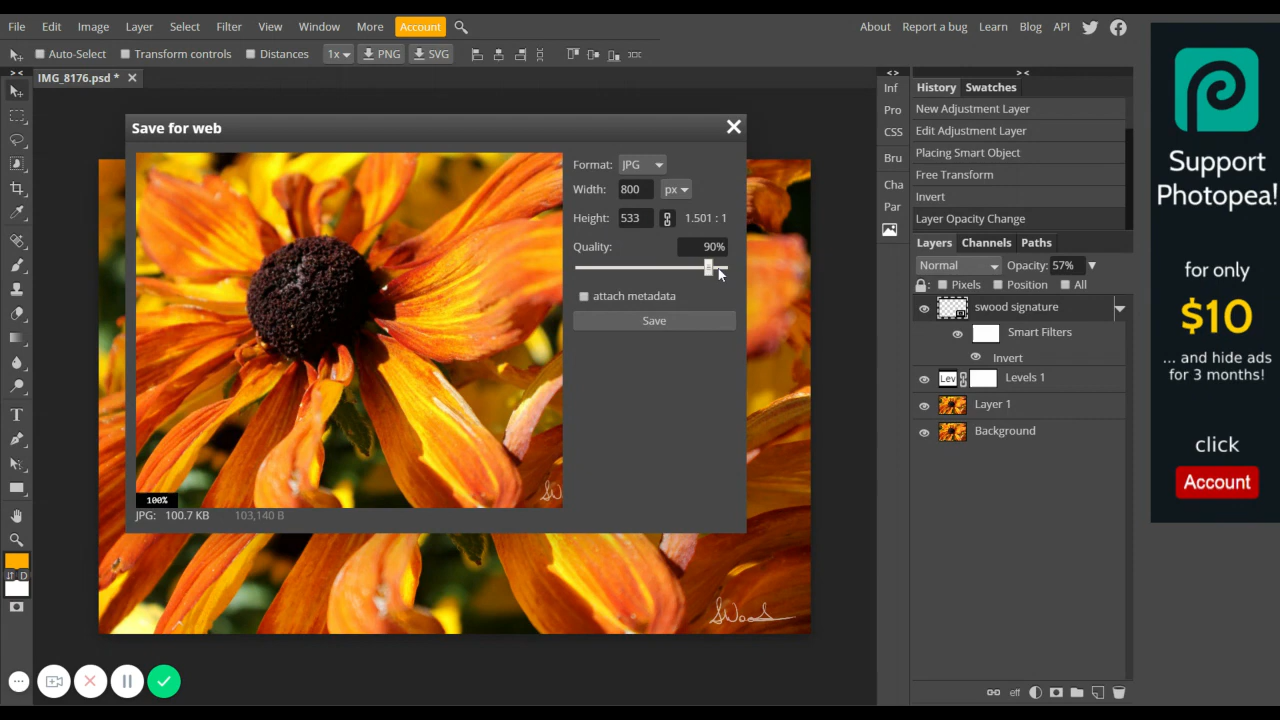 File Edit Image Layer Select Filter View Window More Account
About Report a bug Learn Blog API
Auto-Select Transform controls Distances 1x PNG SVG
IMG_8176.psd *
Save for web
Format: JPG
Width: 800 px
Height: 533 1.501 : 1
Quality: 90%
attach metadata
Save
100%
JPG: 100.7 KB 103,140 B
SWood
T
D
< >
> <
Inf
Pro
CSS
Bru
Cha
Par
History Swatches
New Adjustment Layer
Edit Adjustment Layer
Placing Smart Object
Free Transform
Invert
Layer Opacity Change
Layers Channels Paths
Normal Opacity: 57%
Pixels Position All
swood signature
Smart Filters
Invert
Lev Levels 1
Layer 1
Background
eff
Support
Photopea!
for only
$10
... and hide ads
for 3 months!
click
Account